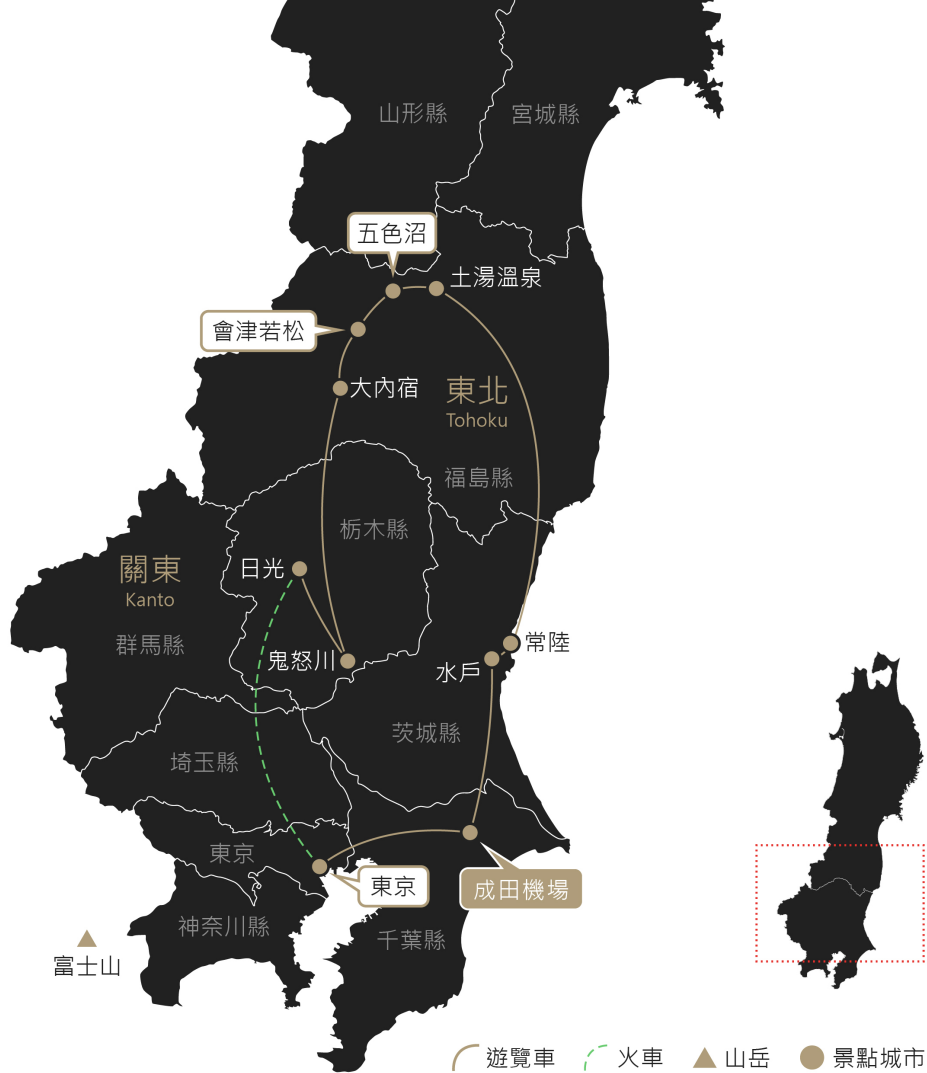 山形縣
宮城縣
五色沼
土湯溫泉
會津若松
大內宿
東北
Tohoku
福島縣
栃木縣
日光
關東
Kanto
群馬縣
鬼怒川
常陸
水戶
茨城縣
埼玉縣
東京
東京
成田機場
神奈川縣
千葉縣
富士山
遊覽車
火車
山岳
景點城市